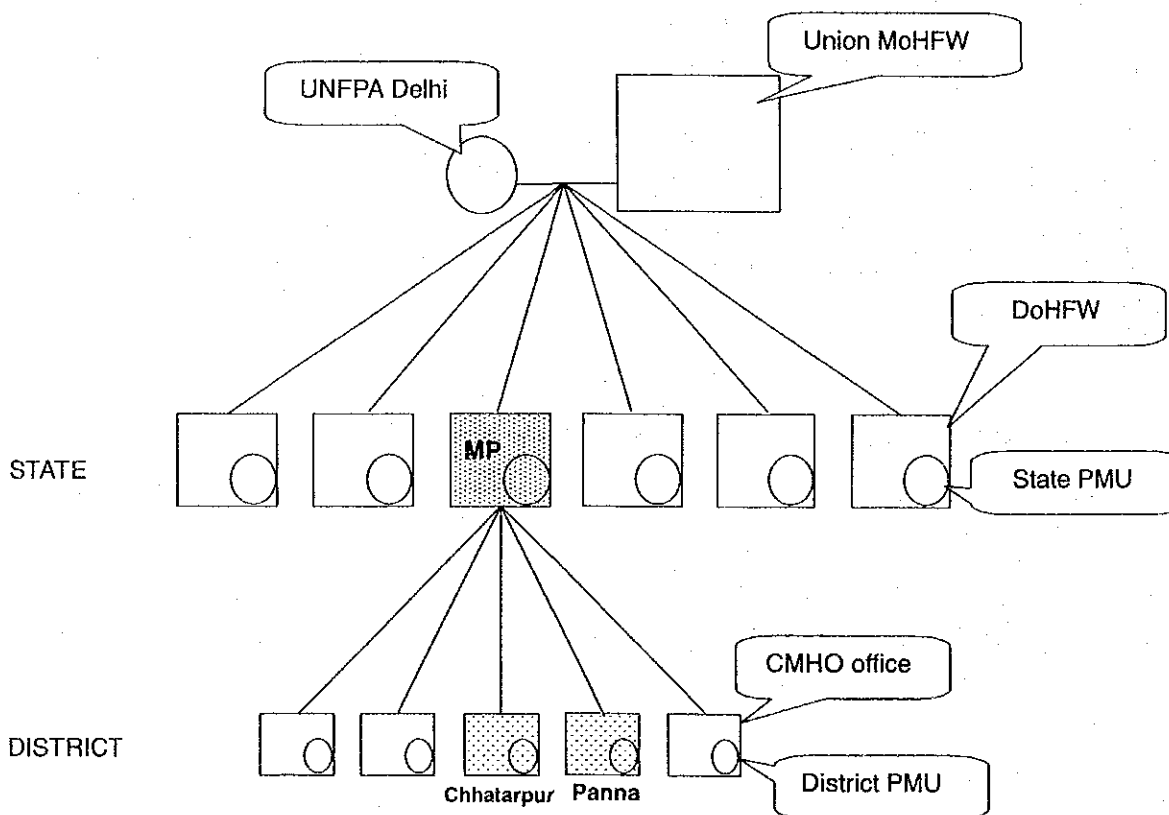 Union MoHFW
UNFPA Delhi
DoHFW
MP
STATE
State PMU
CMHO office
DISTRICT
District PMU
Chhatarpur
Panna